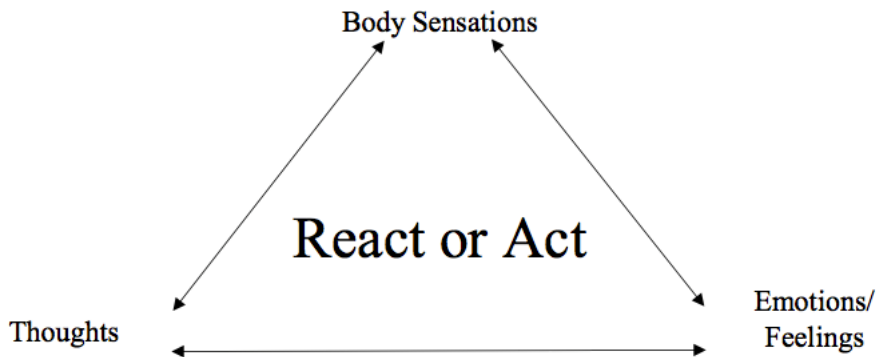 Body Sensations
React or Act
Thoughts
Emotions/
Feelings